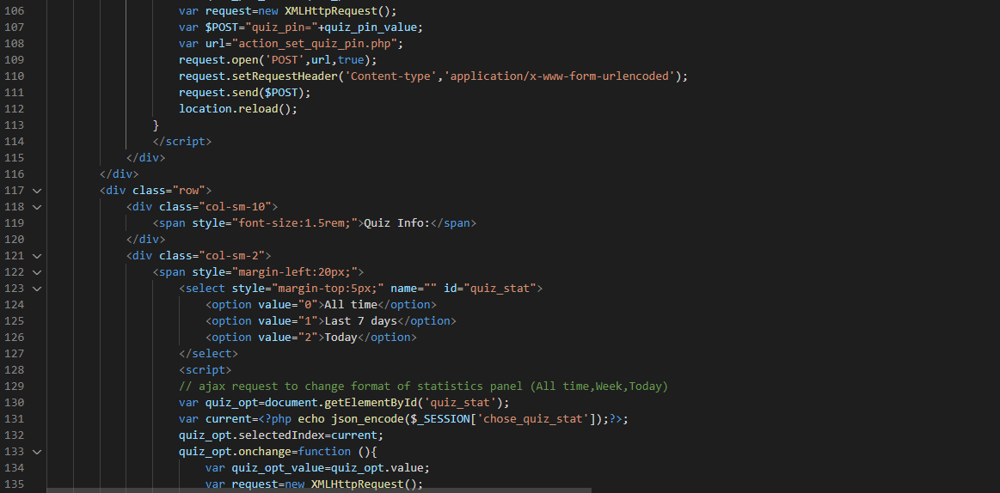 106 var request=new XMLHttpRequest();
107 var $POST="quiz_pin="+quiz_pin_value;
108 var url="action_set_quiz_pin.php";
109 request.open('POST',url,true);
110 request.setRequestHeader('Content-type','application/x-www-form-urlencoded');
111 request.send($POST);
112 location.reload();
113 }
114 </script>
115 </div>
116 </div>
117 <div class="row">
118 <div class="col-sm-10">
119 <span style="font-size:1.5rem;">Quiz Info:</span>
120 </div>
121 <div class="col-sm-2">
122 <span style="margin-left:20px;">
123 <select style="margin-top:5px;" name="" id="quiz_stat">
124 <option value="0">All time</option>
125 <option value="1">Last 7 days</option>
126 <option value="2">Today</option>
127 </select>
128 <script>
129 // ajax request to change format of statistics panel (All time,Week,Today)
130 var quiz_opt=document.getElementById('quiz_stat');
131 var current=<?php echo json_encode($_SESSION['chose_quiz_stat']);?>;
132 quiz_opt.selectedIndex=current;
133 quiz_opt.onchange=function (){
134 var quiz_opt_value=quiz_opt.value;
135 var request=new XMLHttpRequest();